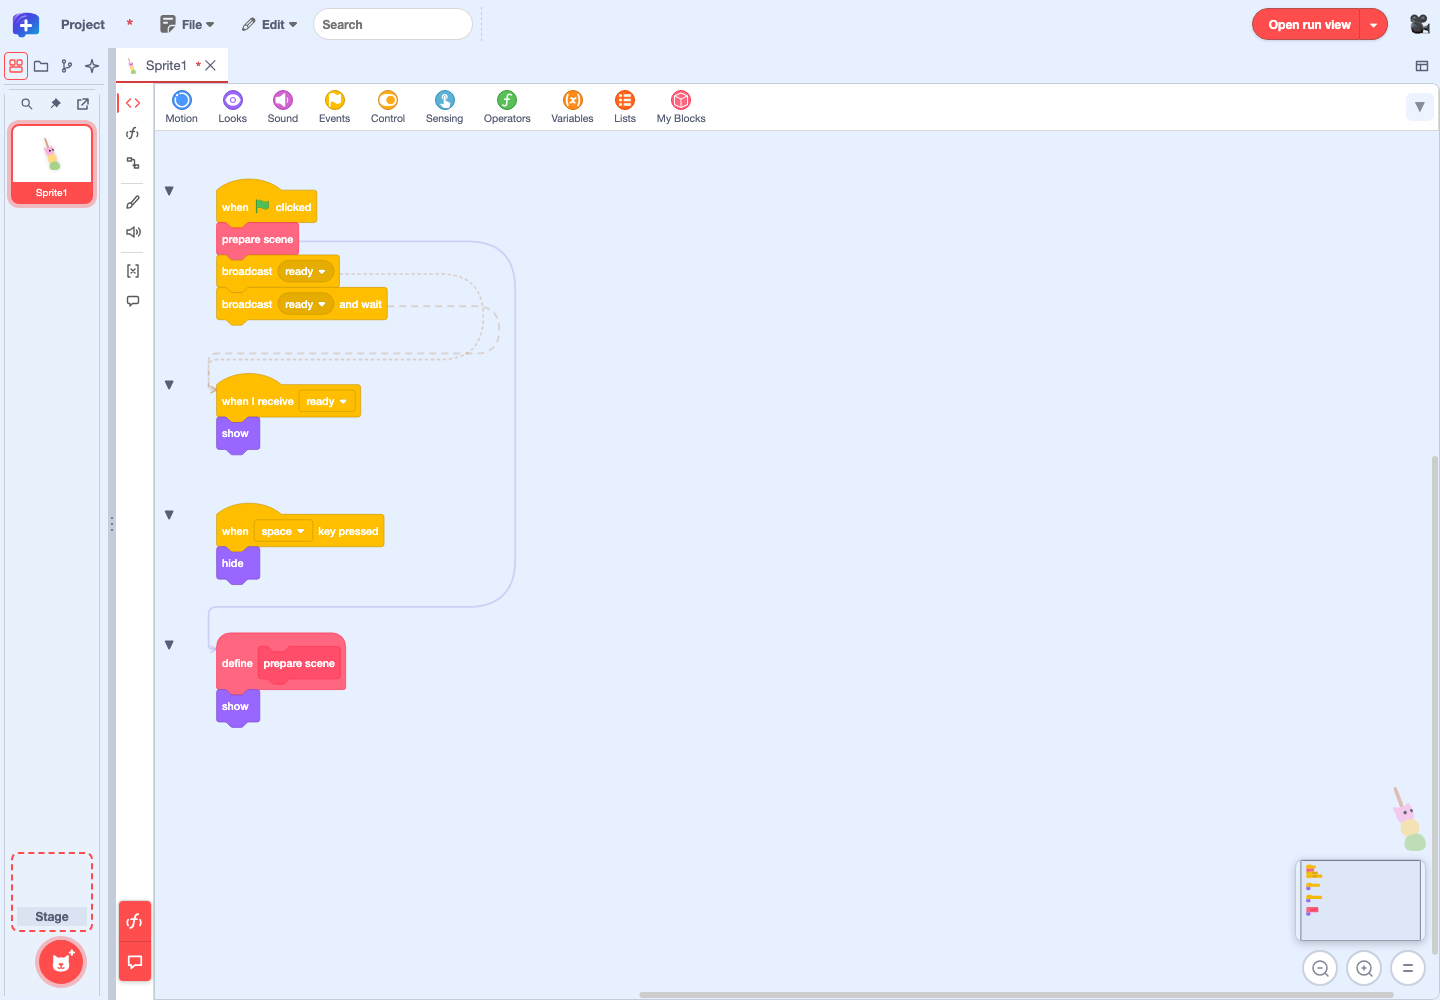 Project * File Edit Search Open run view
Sprite1 *
Motion Looks Sound Events Control Sensing Operators Variables Lists My Blocks
Sprite1
when clicked
prepare scene
broadcast ready
broadcast ready and wait
when I receive ready
show
when space key pressed
hide
define prepare scene
show
Stage